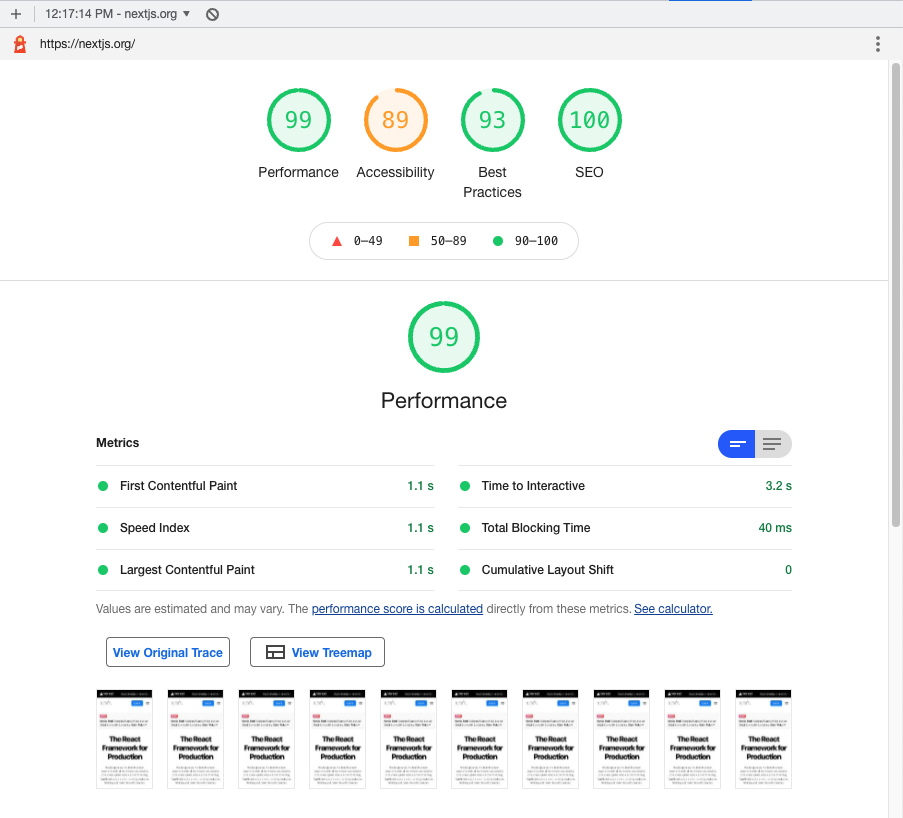 12:17:14 PM - nextjs.org
https://nextjs.org/
99 89 93 100
Performance Accessibility Best Practices SEO
0–49 50–89 90–100
99
Performance
Metrics
First Contentful Paint 1.1 s
Time to Interactive 3.2 s
Speed Index 1.1 s
Total Blocking Time 40 ms
Largest Contentful Paint 1.1 s
Cumulative Layout Shift 0
Values are estimated and may vary. The performance score is calculated directly from these metrics. See calculator.
View Original Trace View Treemap
The React The React The React The React The React The React The React The React The React The React
Framework for Framework for Framework for Framework for Framework for Framework for Framework for Framework for Framework for Framework for
Production Production Production Production Production Production Production Production Production Production